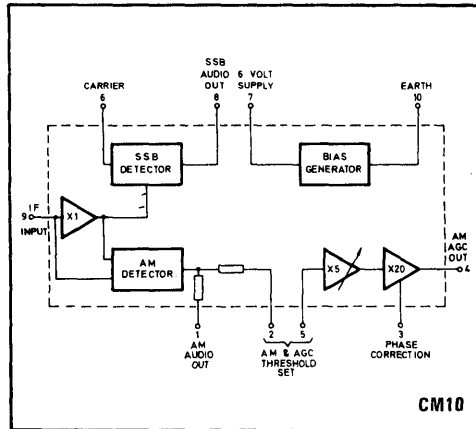 SSB
AUDIO
OUT
8
6 VOLT
SUPPLY
7
CARRIER
6
EARTH
10
SSB
DETECTOR
BIAS
GENERATOR
IF
9
INPUT
X1
AM
DETECTOR
X5
X20
AM
AGC
OUT
4
1
AM
AUDIO
OUT
2
5
AM & AGC
THRESHOLD
SET
3
PHASE
CORRECTION
CM10